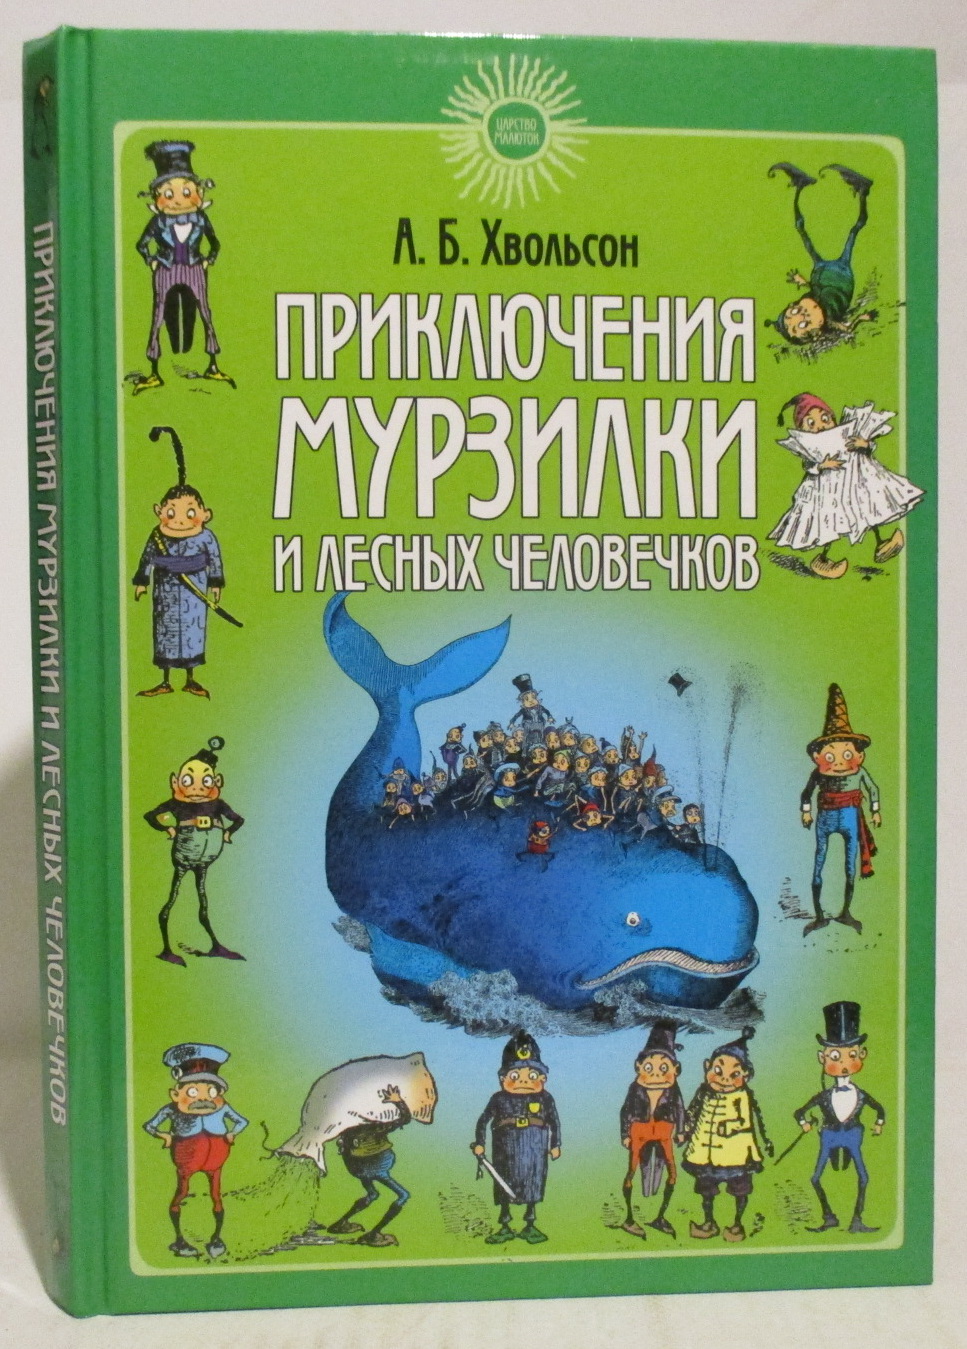 ЦАРСТВО
МАЛЮТОК
А. Б. Хвольсон
ПРИКЛЮЧЕНИЯ
МУРЗИЛКИ
И ЛЕСНЫХ ЧЕЛОВЕЧКОВ
ПРИКЛЮЧЕНИЯ МУРЗИЛКИ И ЛЕСНЫХ ЧЕЛОВЕЧКОВ